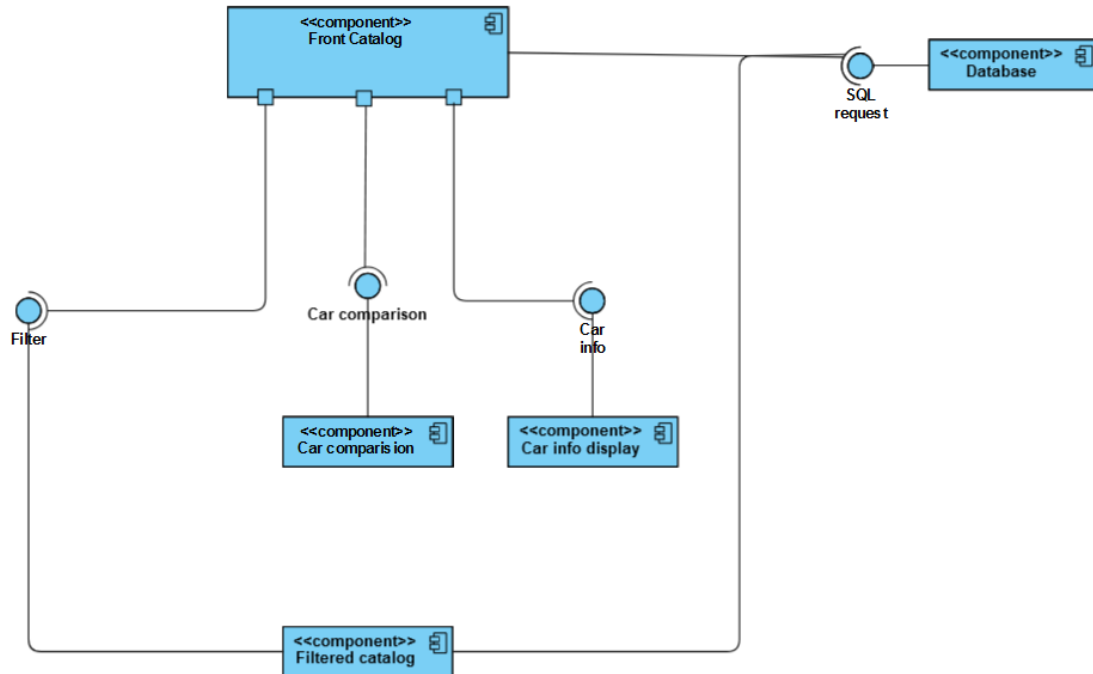 <<component>>
Front Catalog
<<component>>
Database
SQL
request
Filter
Car comparison
Car
info
<<component>>
Car comparision
<<component>>
Car info display
<<component>>
Filtered catalog